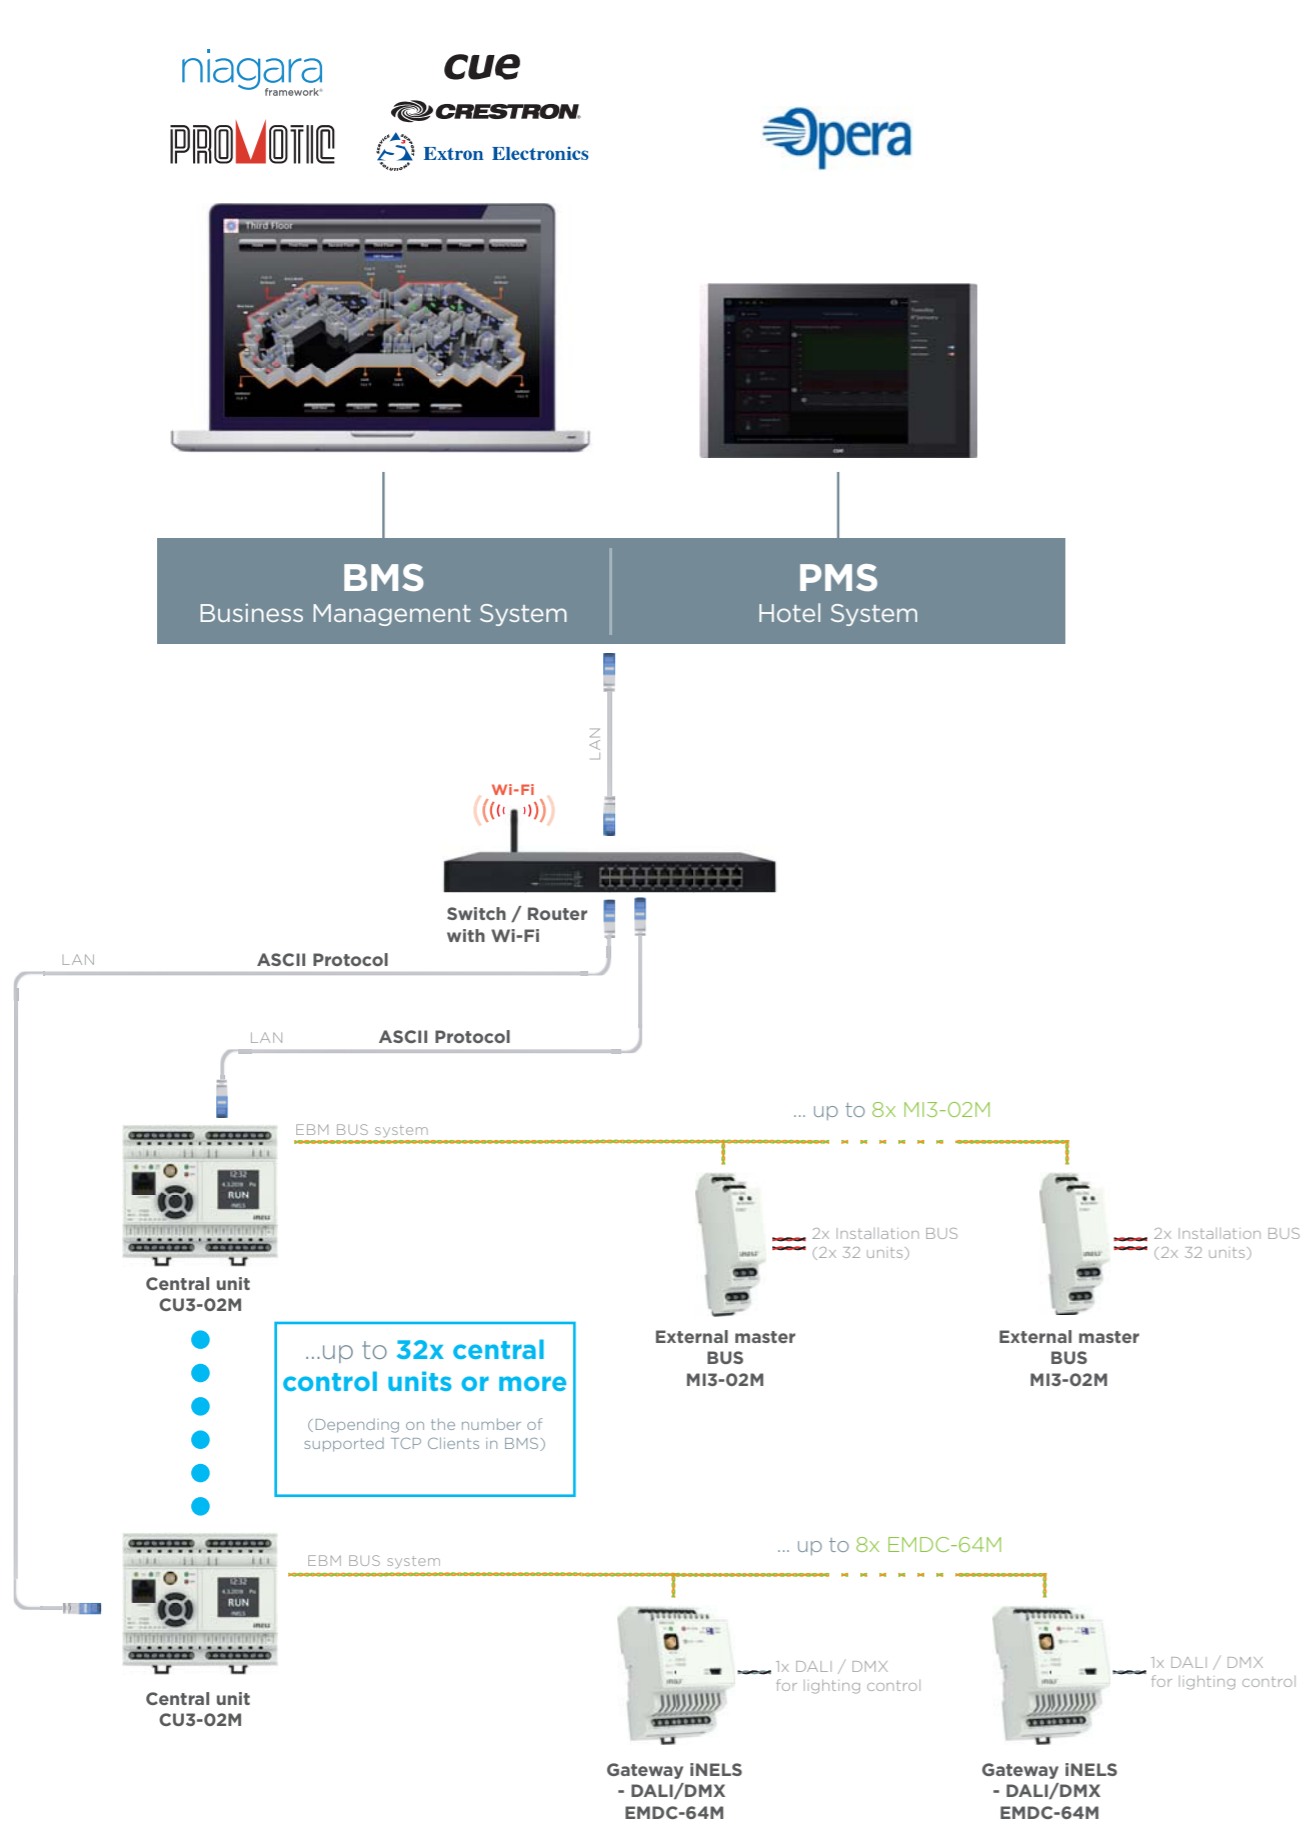 niagara
framework®
PROMOTIC
cue
CRESTRON.
Extron Electronics
Opera
Third Floor
BMS
Business Management System
PMS
Hotel System
LAN
Wi-Fi
Switch / Router
with Wi-Fi
LAN
ASCII Protocol
LAN
ASCII Protocol
... up to 8x MI3-02M
EBM BUS system
12:32
RUN
2x Installation BUS
(2x 32 units)
2x Installation BUS
(2x 32 units)
Central unit
CU3-02M
External master
BUS
MI3-02M
External master
BUS
MI3-02M
...up to 32x central
control units or more
(Depending on the number of
supported TCP Clients in BMS)
... up to 8x EMDC-64M
EBM BUS system
12:32
RUN
1x DALI / DMX
for lighting control
1x DALI / DMX
for lighting control
Central unit
CU3-02M
Gateway iNELS
- DALI/DMX
EMDC-64M
Gateway iNELS
- DALI/DMX
EMDC-64M